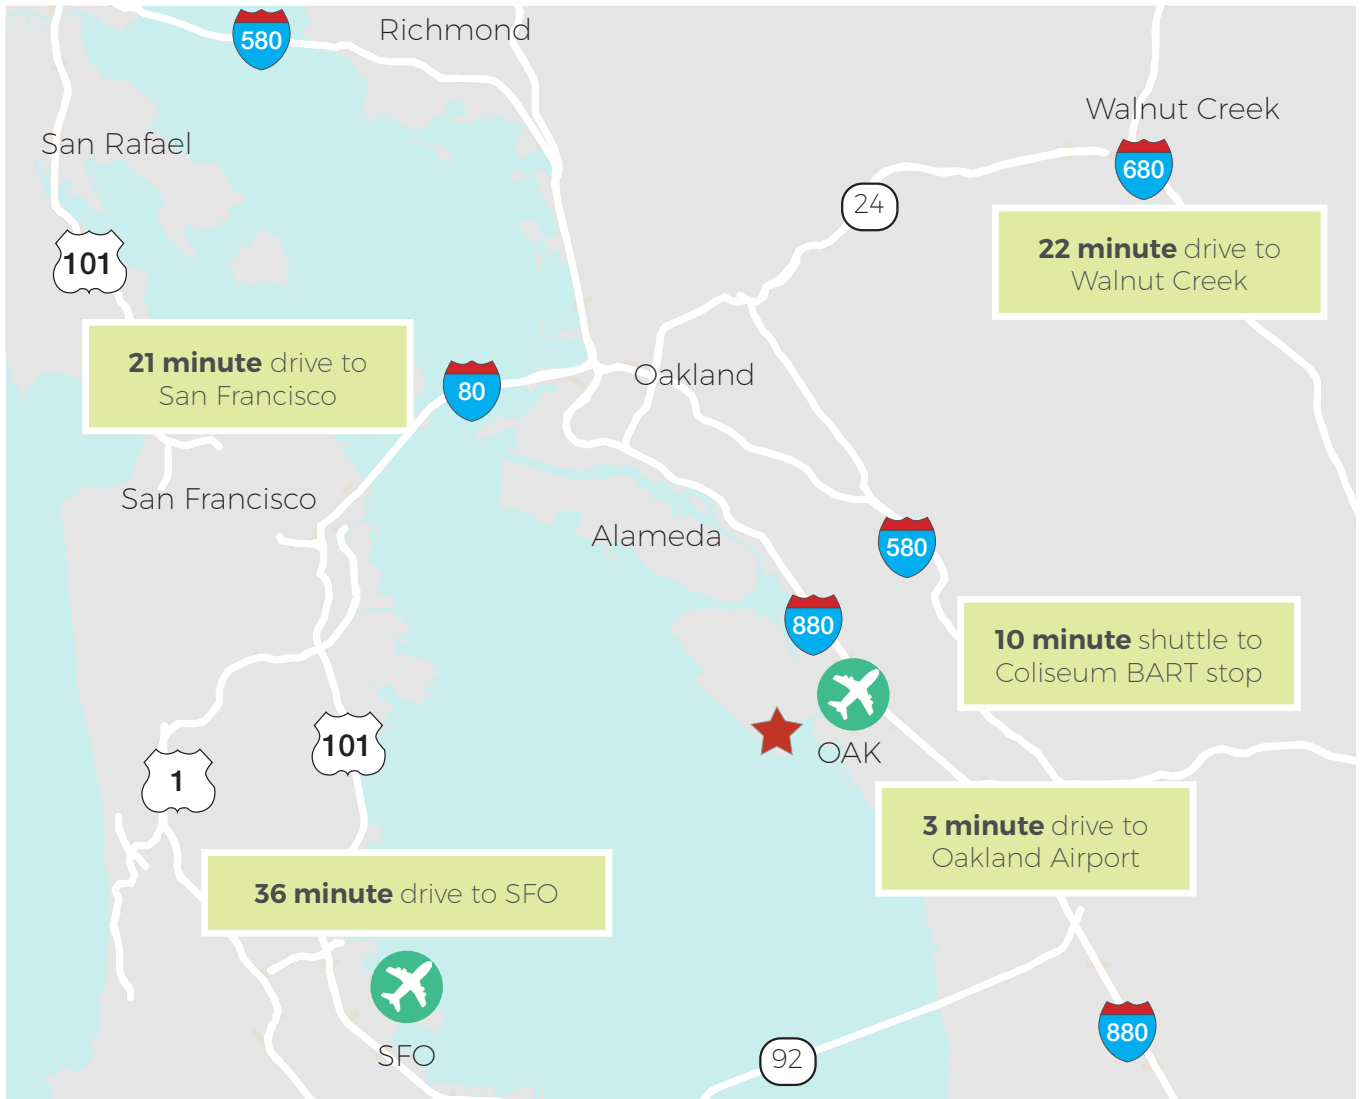 580
Richmond
Walnut Creek
San Rafael
680
24
101
22 minute drive to
Walnut Creek
21 minute drive to
San Francisco
80
Oakland
San Francisco
Alameda
580
880
10 minute shuttle to
Coliseum BART stop
101
OAK
1
3 minute drive to
Oakland Airport
36 minute drive to SFO
880
SFO
92